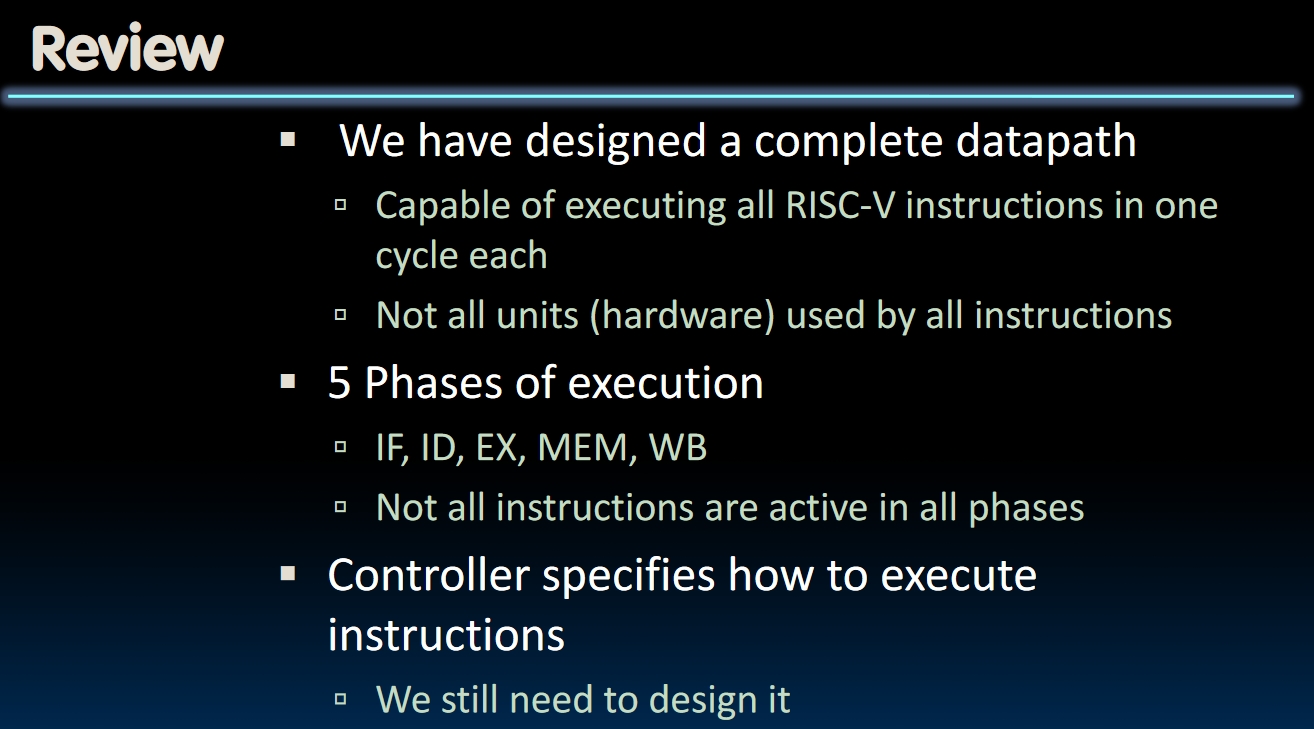 Review
We have designed a complete datapath
Capable of executing all RISC-V instructions in one
cycle each
Not all units (hardware) used by all instructions
5 Phases of execution
IF, ID, EX, MEM, WB
Not all instructions are active in all phases
Controller specifies how to execute
instructions
We still need to design it